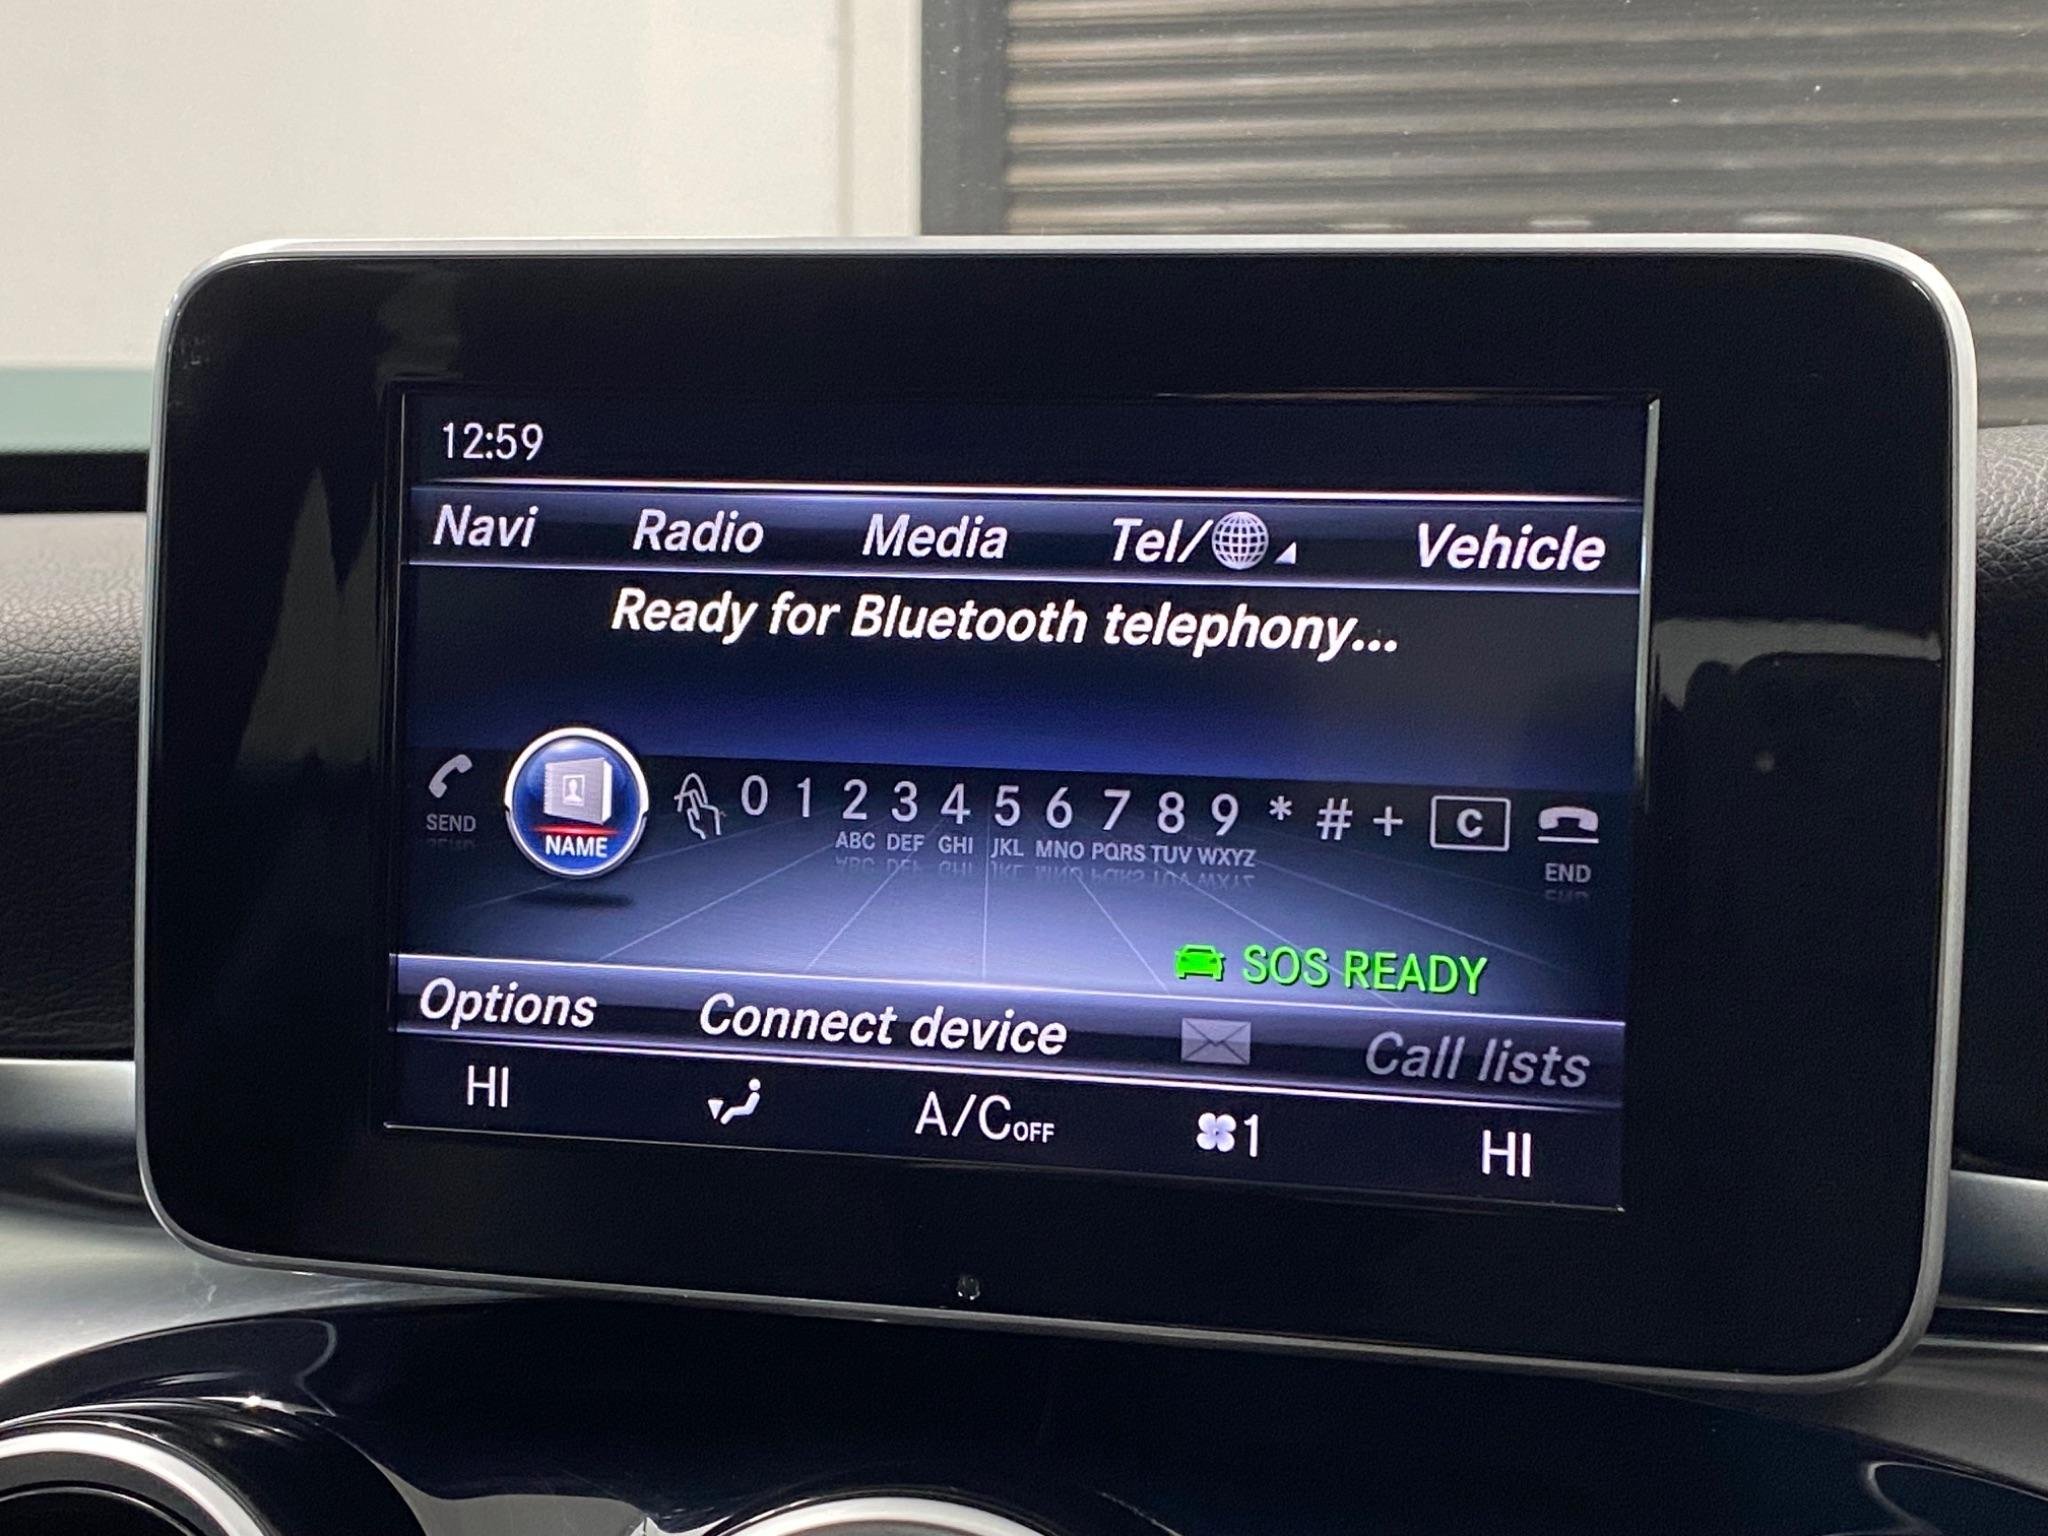 12:59
Navi Radio Media Tel/ Vehicle
Ready for Bluetooth telephony...
0 1 2 3 4 5 6 7 8 9 * # + C
ABC DEF GHI JKL MNO PQRS TUV WXYZ
SEND NAME END
SOS READY
Options Connect device Call lists
HI A/C OFF 1 HI